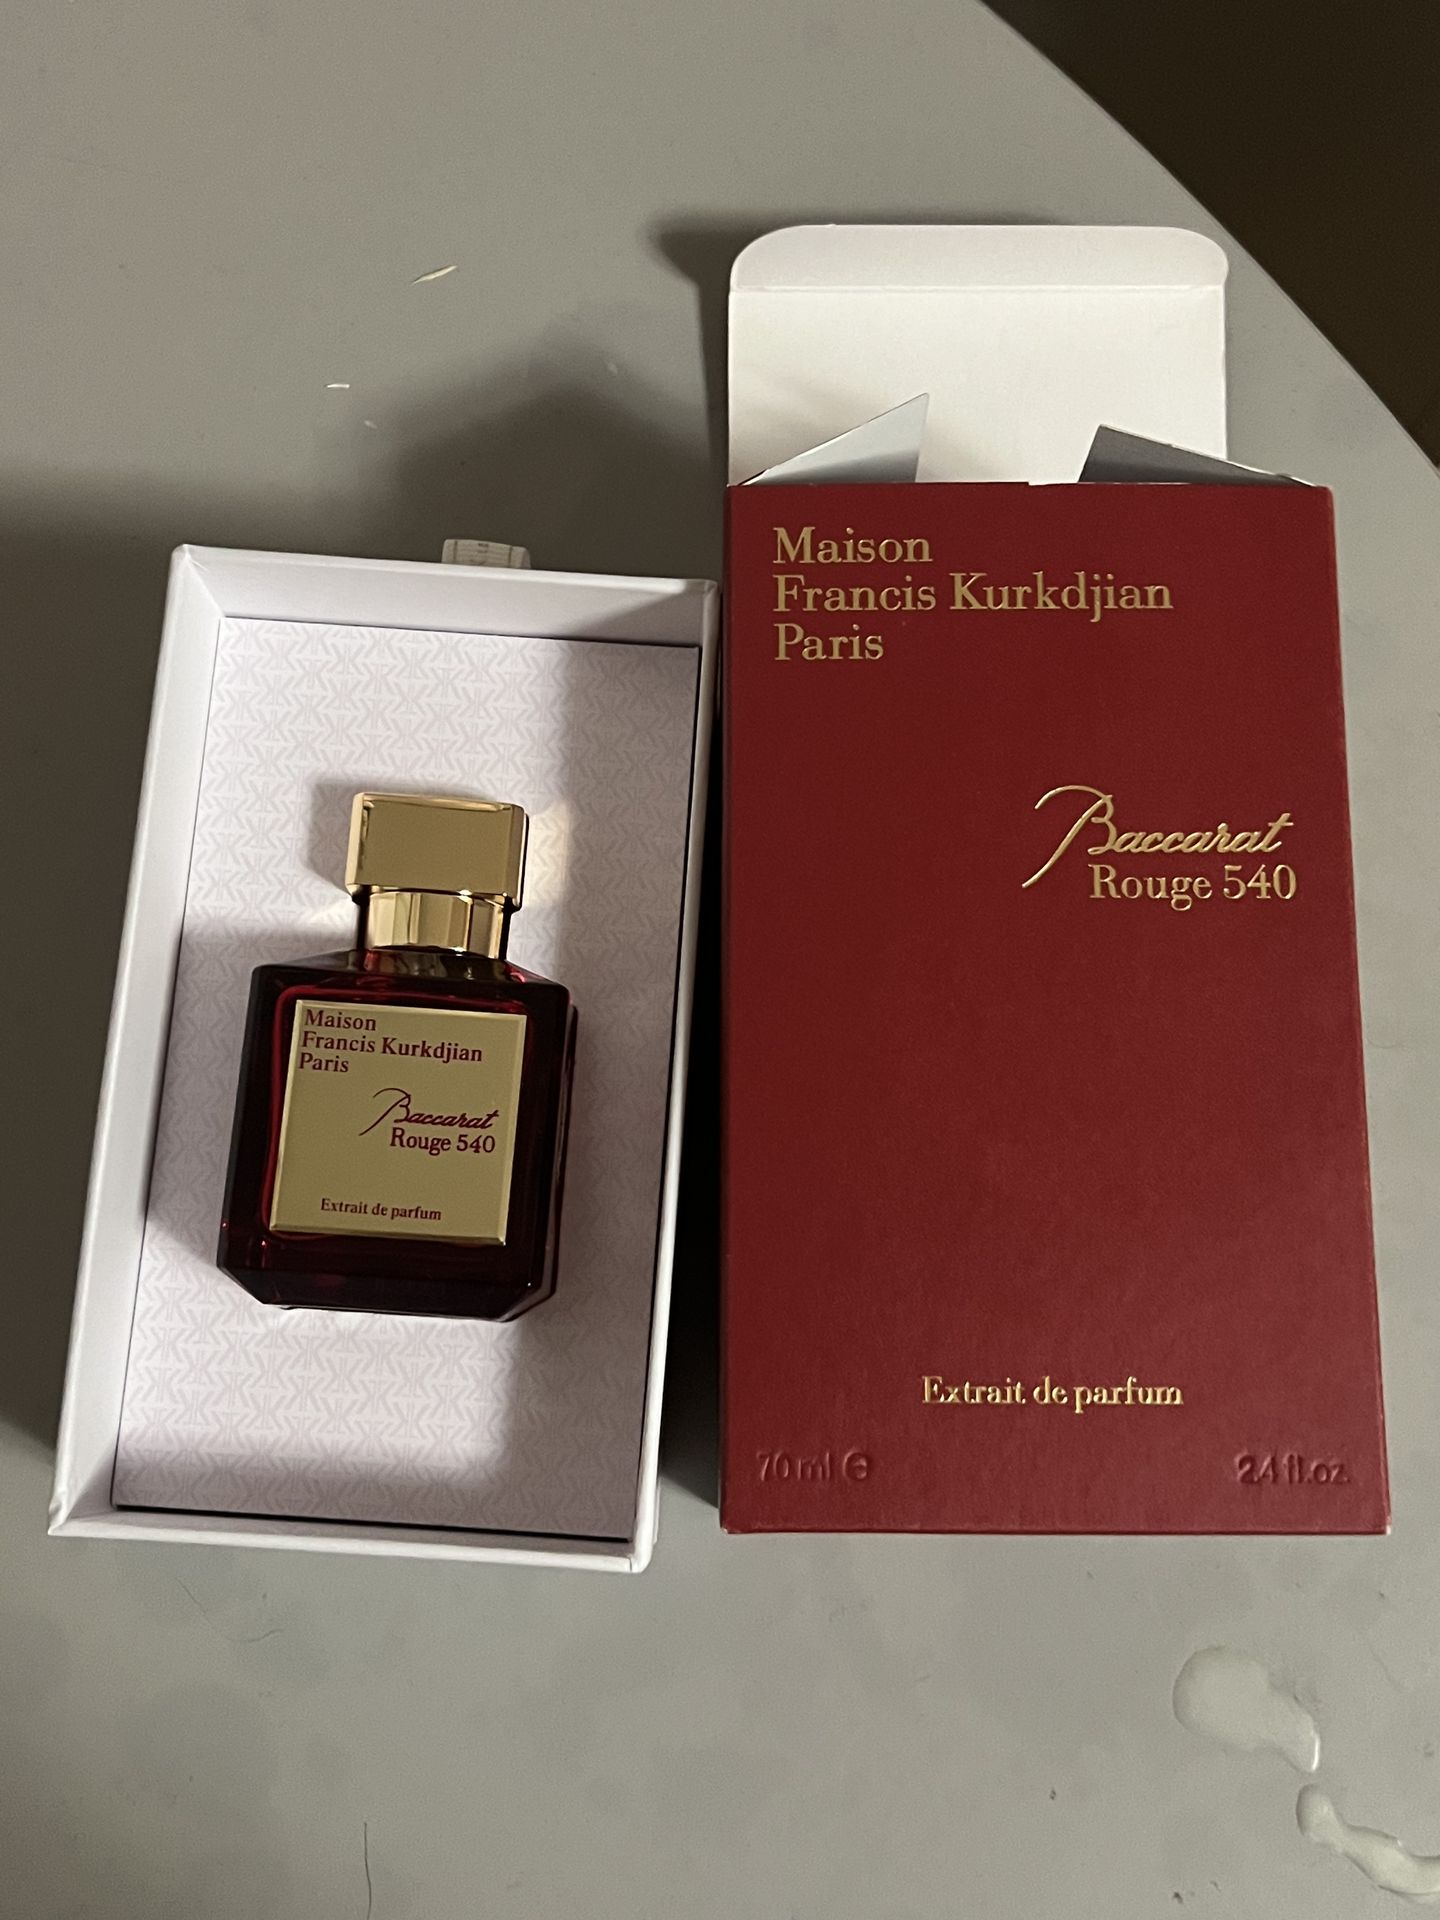 Maison
Francis Kurkdjian
Paris
Baccarat
Rouge 540
Extrait de parfum
Maison
Francis Kurkdjian
Paris
Baccarat
Rouge 540
Extrait de parfum
70 ml ℮ 2.4 fl.oz.